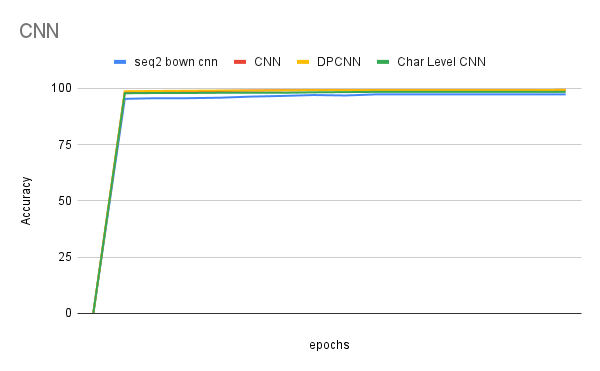 CNN
seq2 bown cnn CNN DPCNN Char Level CNN
100
75
50
25
0
Accuracy
epochs